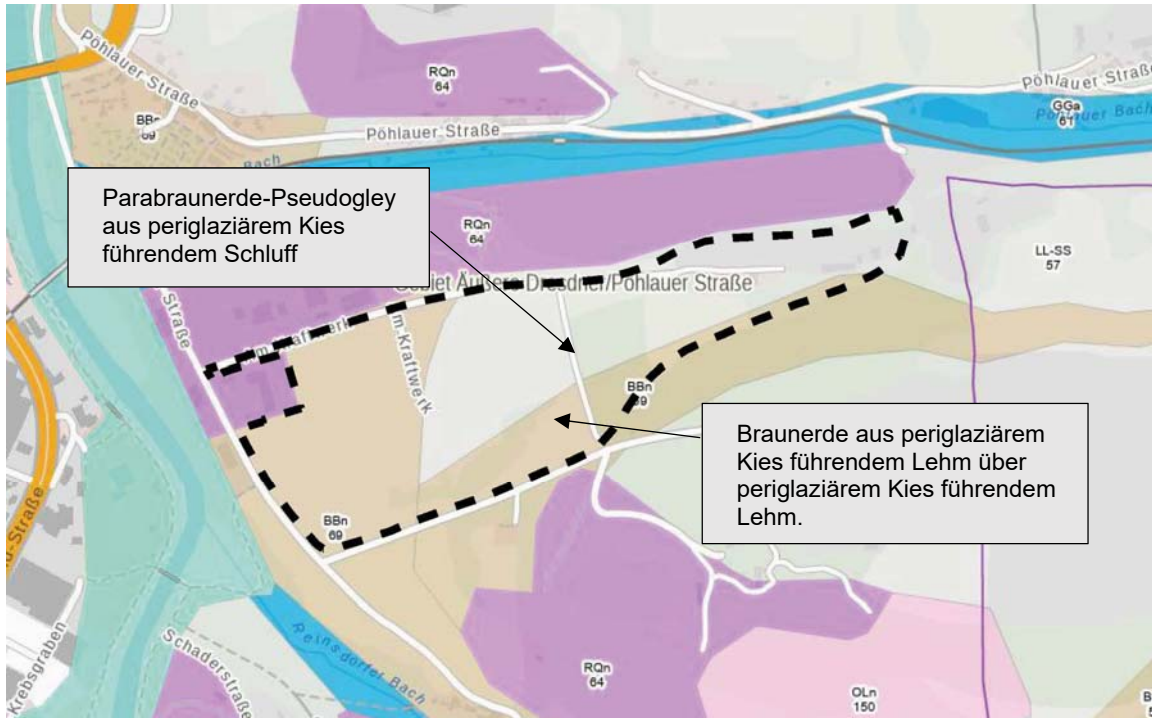 Pöhlauer Straße
RQn
64
Pöhlauer Straße
GGa
61
Pöhlauer Bach
BBn
69
Pöhlauer Straße
Bach
Parabraunerde-Pseudogley
aus periglaziärem Kies
führendem Schluff
RQn
64
LL-SS
57
Gebiet Äußere Dresdner/Pöhlauer Straße
Straße
Am Kraftwerk
m-Kraftwerk
BBn
69
Braunerde aus periglaziärem
Kies führendem Lehm über
periglaziärem Kies führendem
Lehm.
BBn
69
Straße
Reinsdorfer Bach
Schaderstraße
Krebsgraben
RQn
64
OLn
150